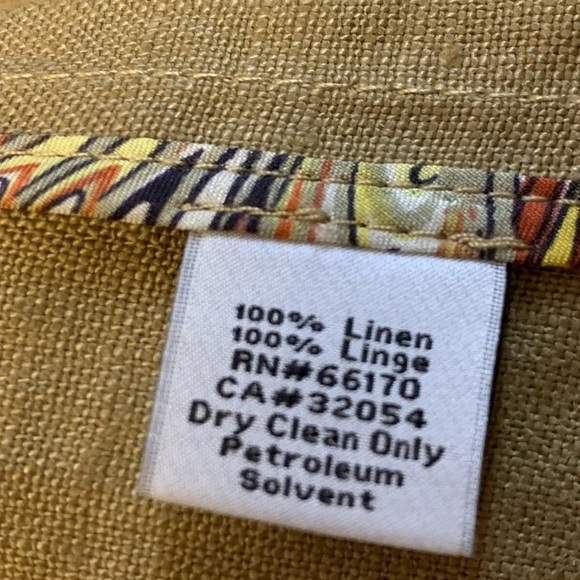 100% Linen
100% Linge
RN#66170
CA#32054
Dry Clean Only
Petroleum
Solvent